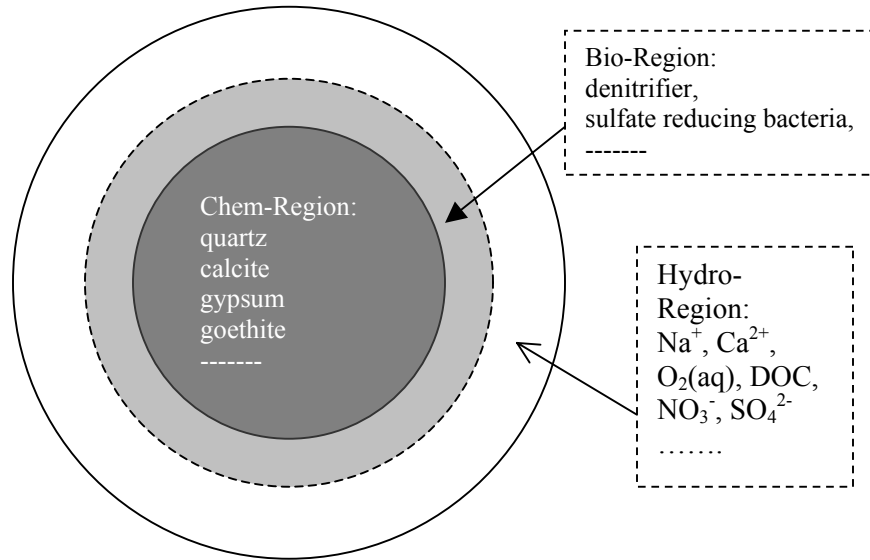 Bio-Region:
denitrifier,
sulfate reducing bacteria,
-------
Chem-Region:
quartz
calcite
gypsum
goethite
-------
Hydro-
Region:
Na⁺, Ca²⁺,
O₂(aq), DOC,
NO₃⁻, SO₄²⁻
…….